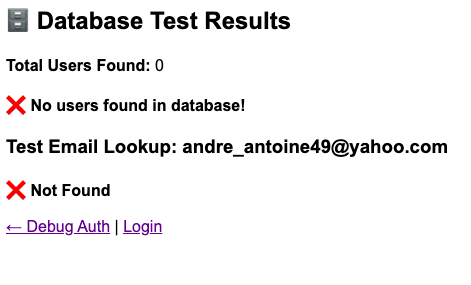 🗄️ Database Test Results
Total Users Found: 0
❌ No users found in database!
Test Email Lookup: andre_antoine49@yahoo.com
❌ Not Found
← Debug Auth | Login